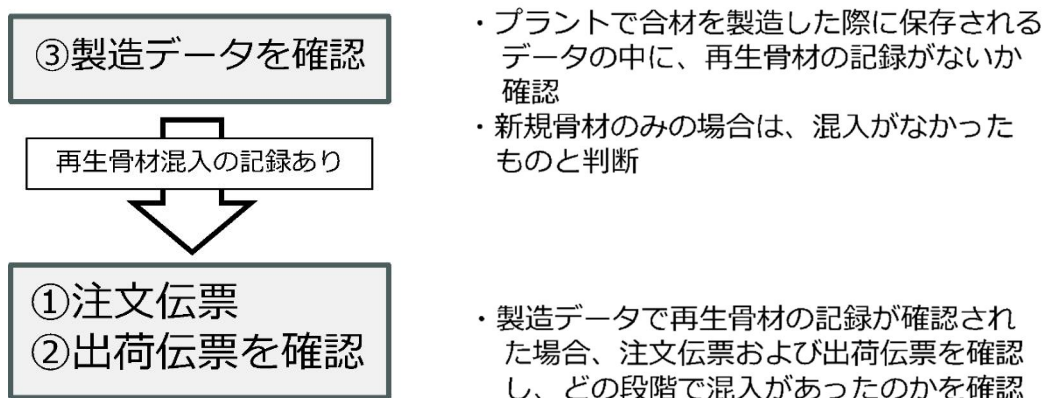 ③製造データを確認
・プラントで合材を製造した際に保存される
データの中に、再生骨材の記録がないか
確認
・新規骨材のみの場合は、混入がなかった
ものと判断
再生骨材混入の記録あり
①注文伝票
②出荷伝票を確認
・製造データで再生骨材の記録が確認され
た場合、注文伝票および出荷伝票を確認
し、どの段階で混入があったのかを確認